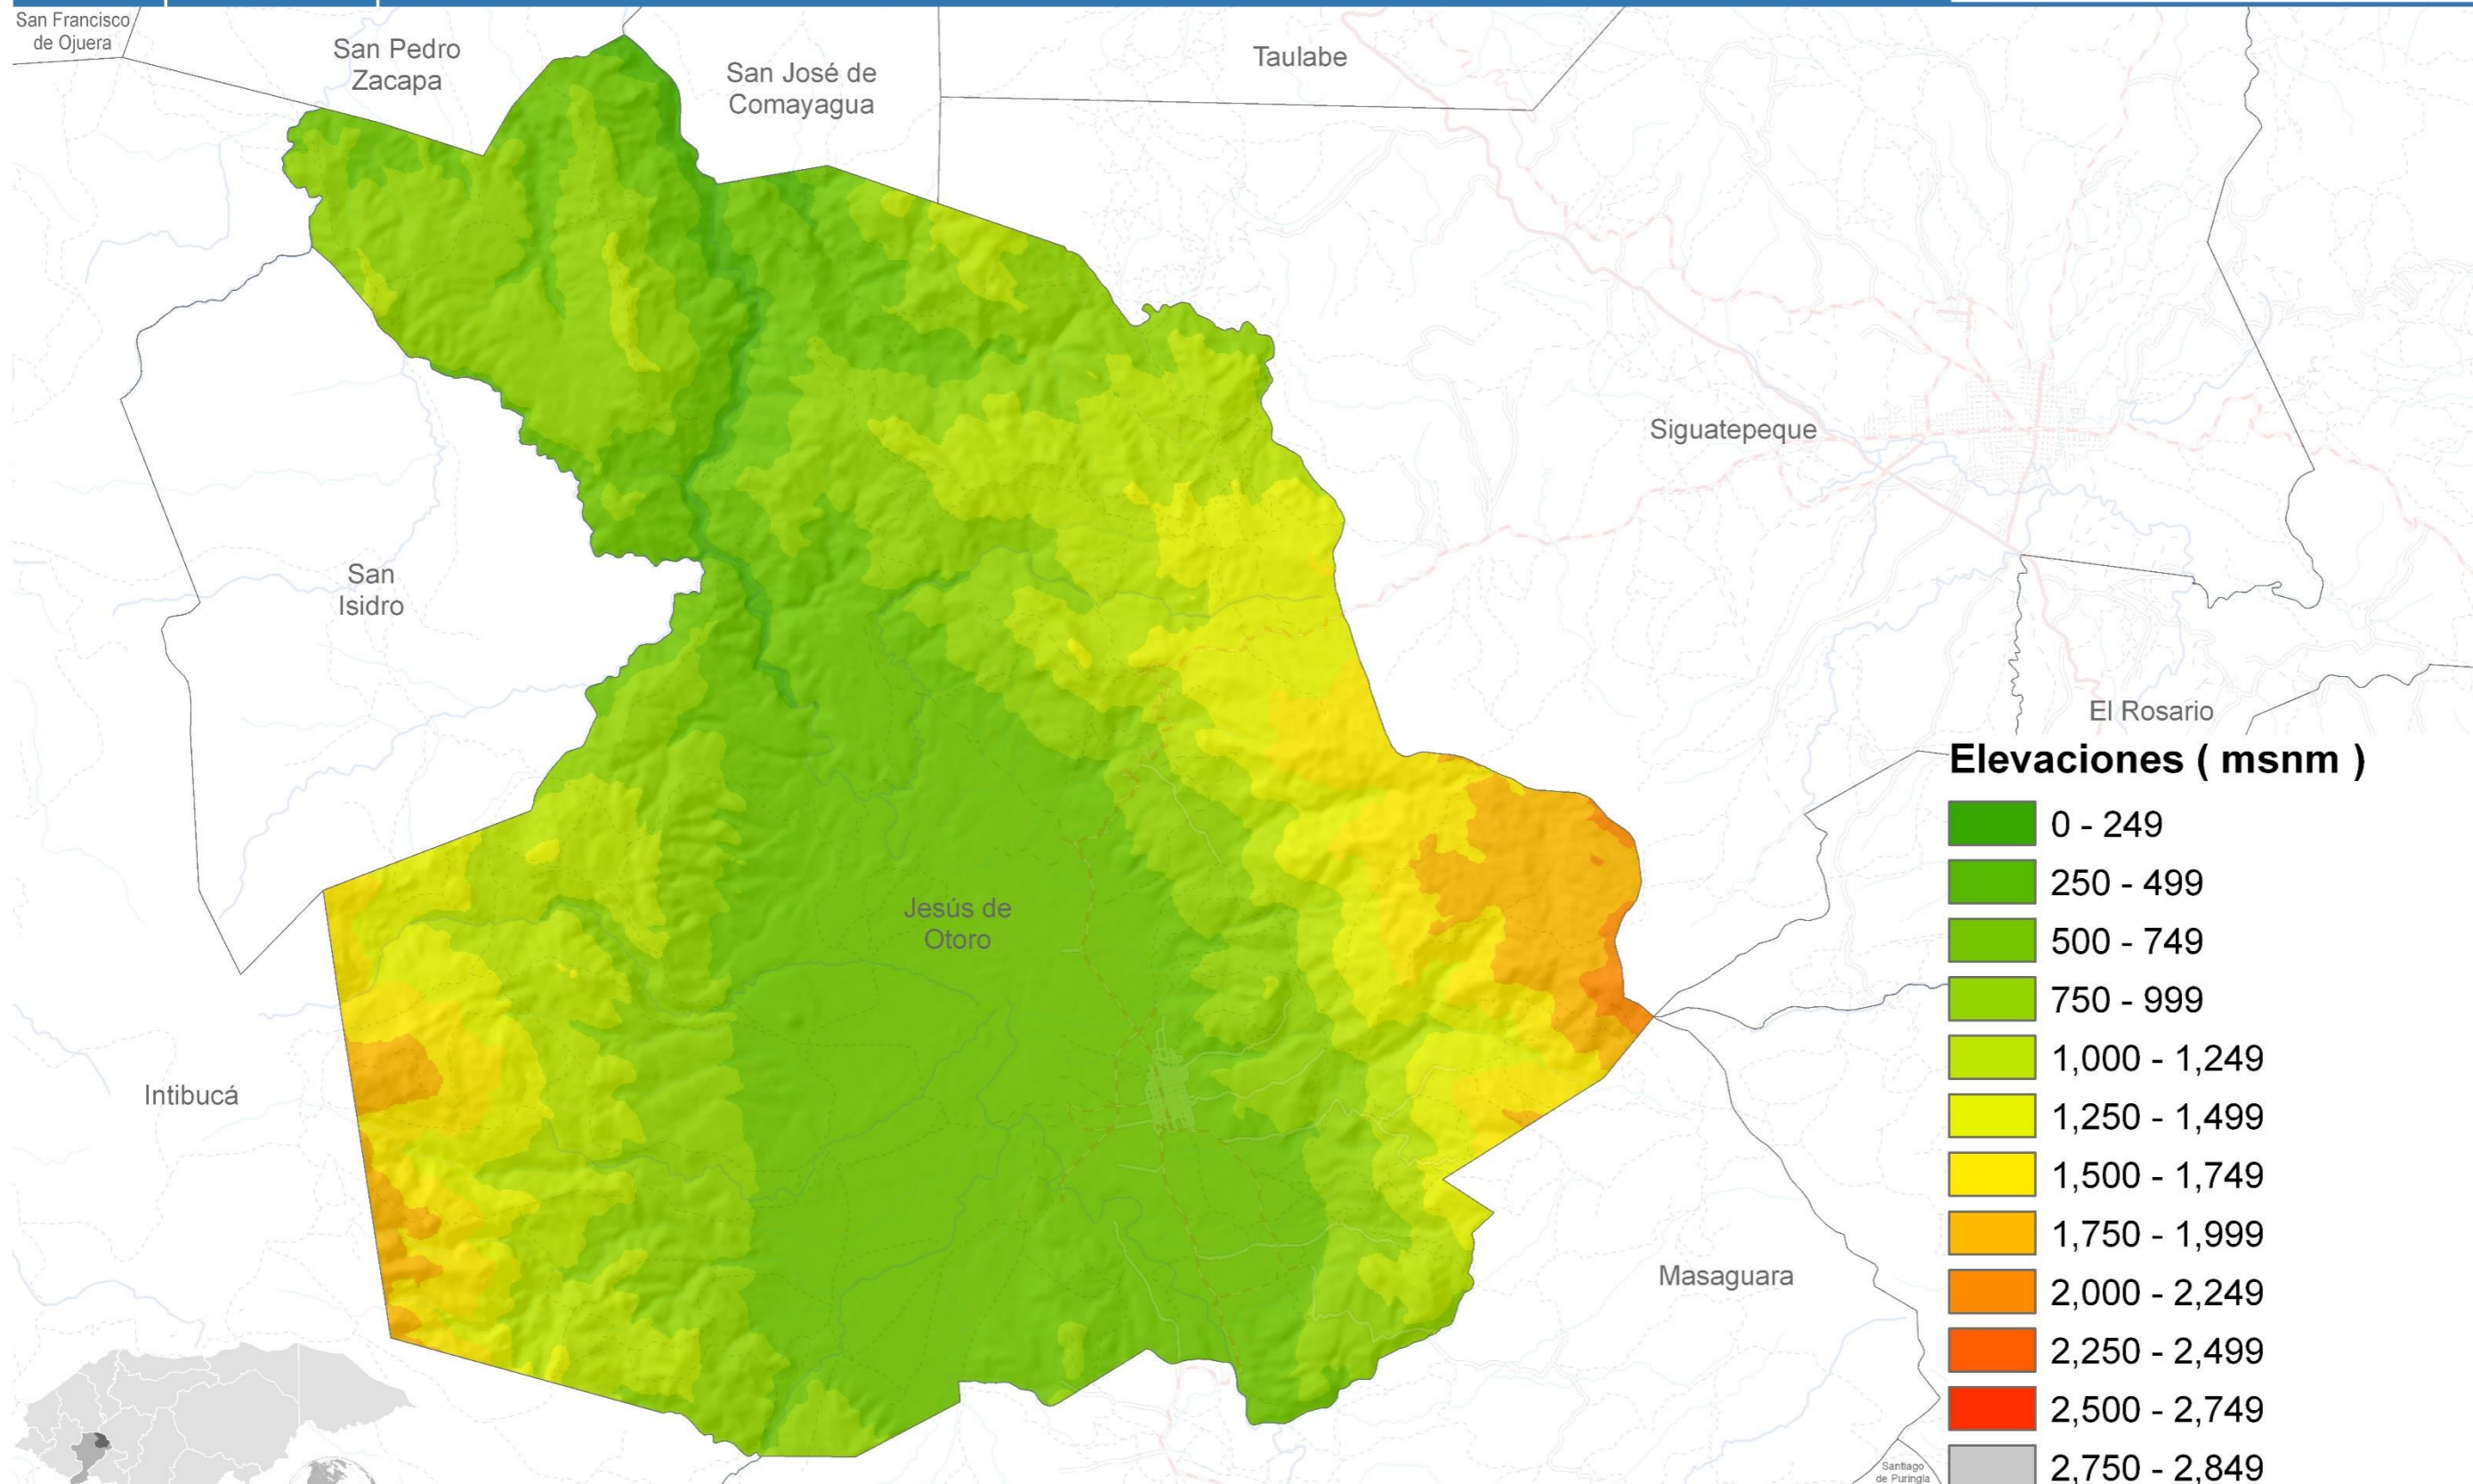 San Francisco
de Ojuera
San Pedro
Zacapa
San José de
Comayagua
Taulabe
Siguatepeque
San
Isidro
El Rosario
Jesús de
Otoro
Intibucá
Masaguara
Santiago
de Puringla
Elevaciones ( msnm )
0 - 249
250 - 499
500 - 749
750 - 999
1,000 - 1,249
1,250 - 1,499
1,500 - 1,749
1,750 - 1,999
2,000 - 2,249
2,250 - 2,499
2,500 - 2,749
2,750 - 2,849